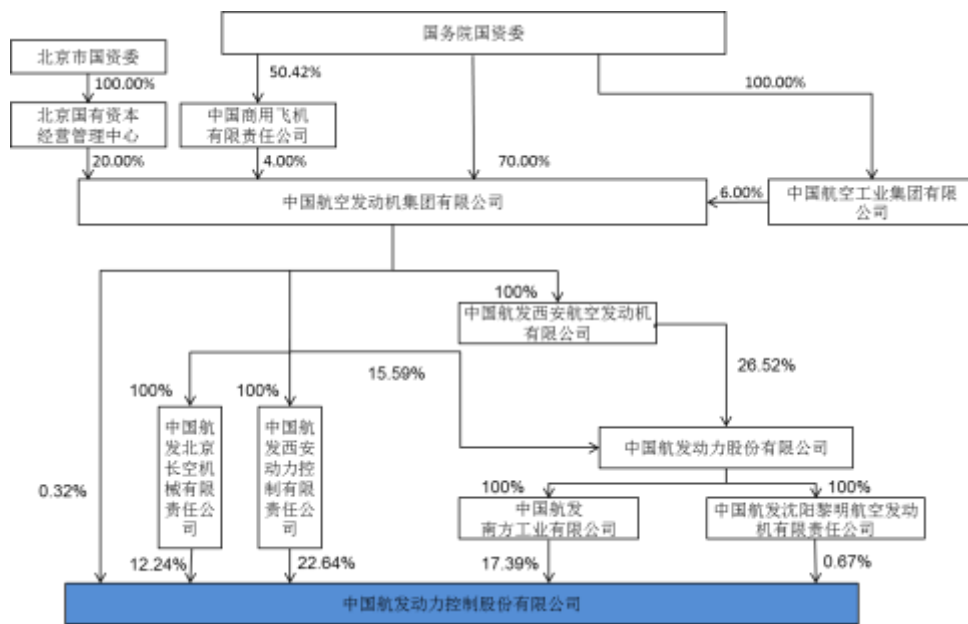 国务院国资委
北京市国资委
100.00%
50.42%
100.00%
北京国有资本
经营管理中心
中国商用飞机
有限责任公司
20.00%
4.00%
70.00%
中国航空发动机集团有限公司
6.00%
中国航空工业集团有限
公司
100%
中国航发西安航空发动机
有限公司
15.59%
26.52%
100%
100%
中国航
发北京
长空机
械有限
责任公
司
中国航
发西安
动力控
制有限
责任公
司
中国航发动力股份有限公司
0.32%
100%
100%
中国航发
南方工业有限公司
中国航发沈阳黎明航空发动
机有限责任公司
12.24%
22.64%
17.39%
0.67%
中国航发动力控制股份有限公司